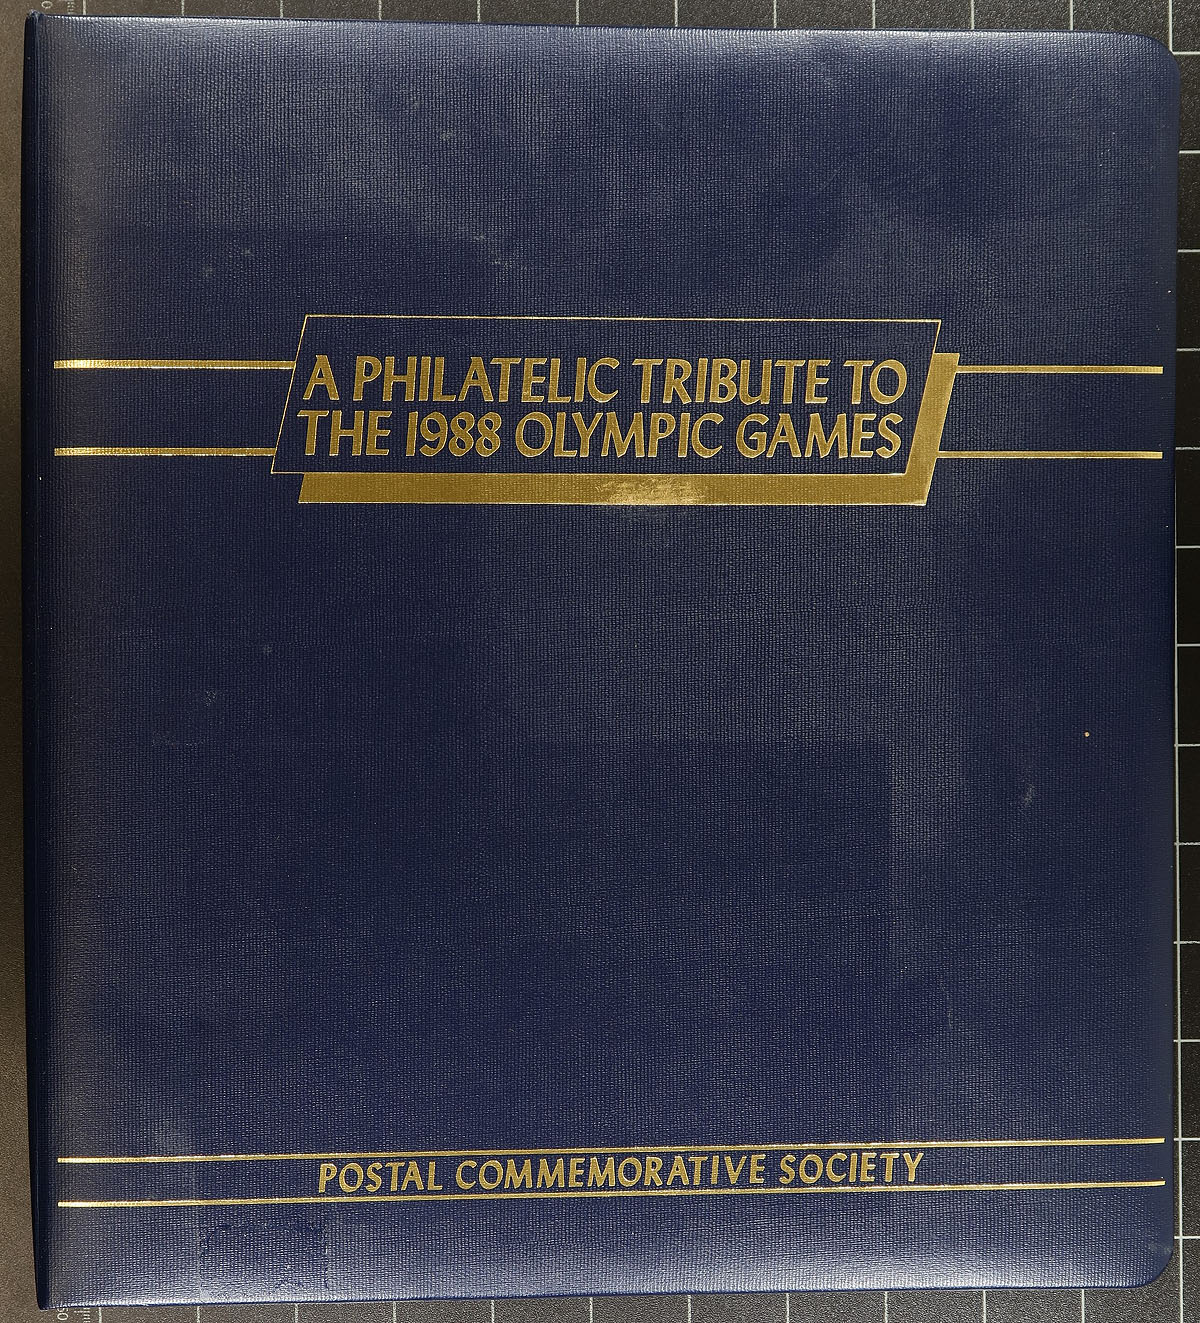 A PHILATELIC TRIBUTE TO
THE 1988 OLYMPIC GAMES
POSTAL COMMEMORATIVE SOCIETY